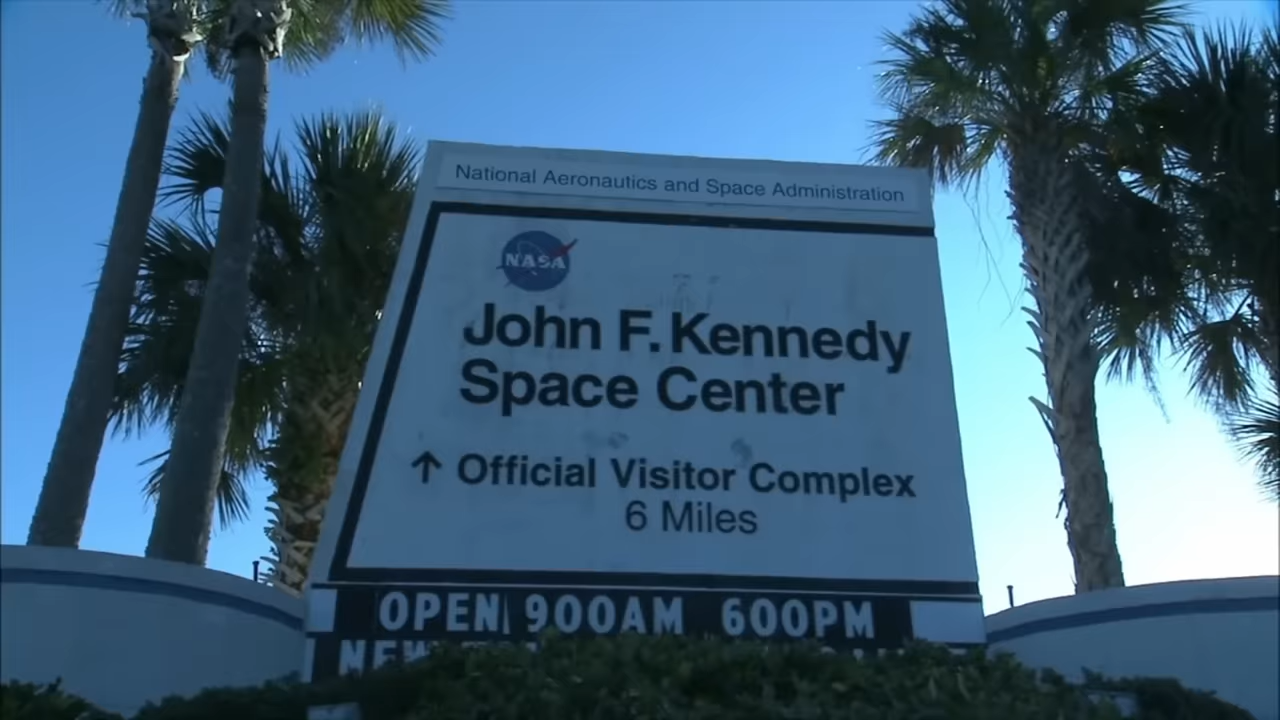 National Aeronautics and Space Administration
NASA
John F. Kennedy
Space Center
↑ Official Visitor Complex
6 Miles
OPEN 900AM 600PM